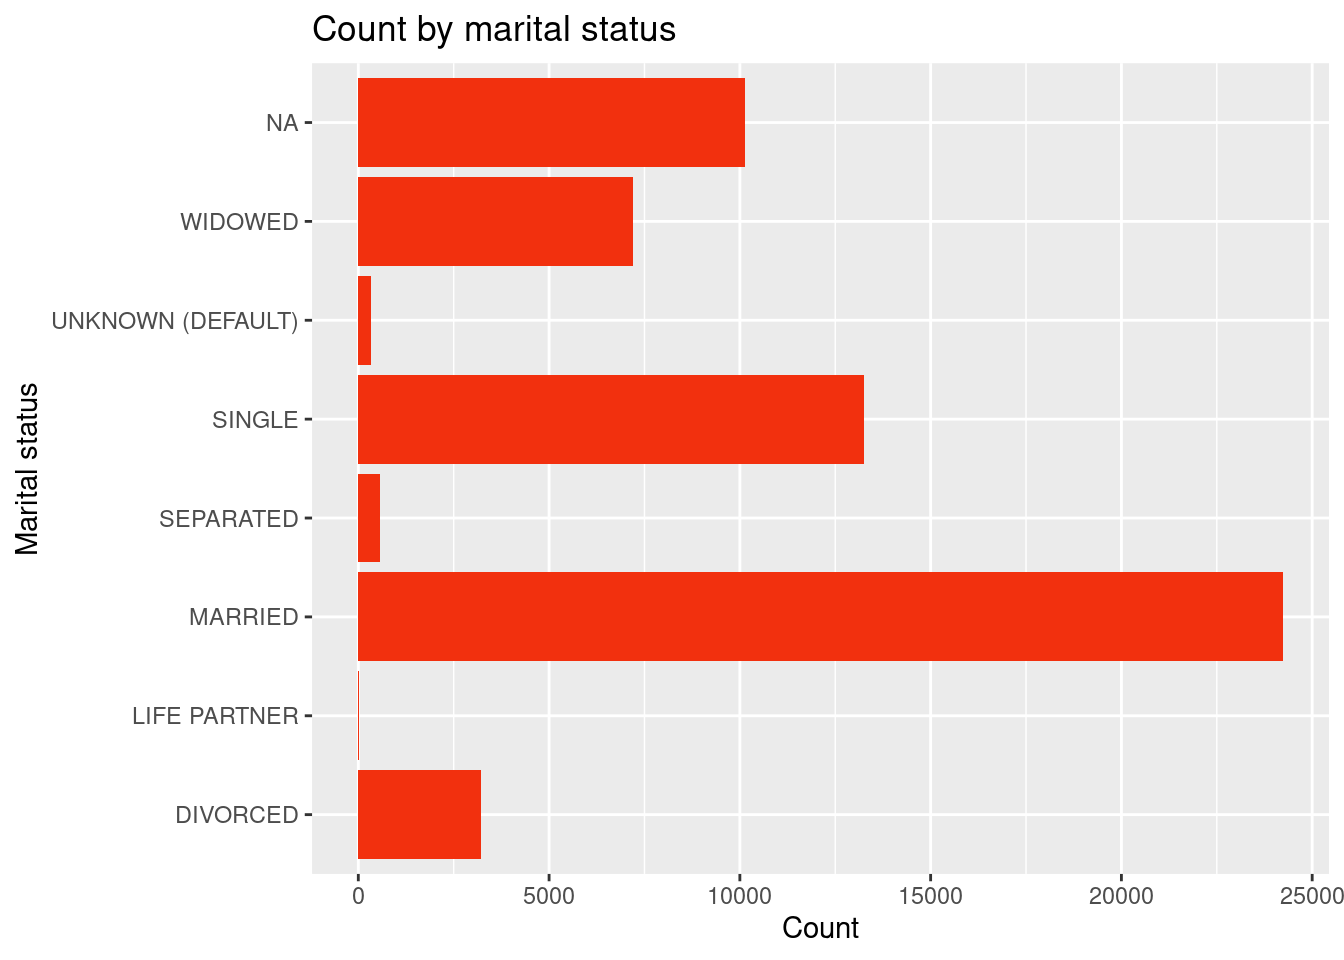 Count by marital status
NA
WIDOWED
UNKNOWN (DEFAULT)
SINGLE
SEPARATED
MARRIED
LIFE PARTNER
DIVORCED
Marital status
0 5000 10000 15000 20000 25000
Count